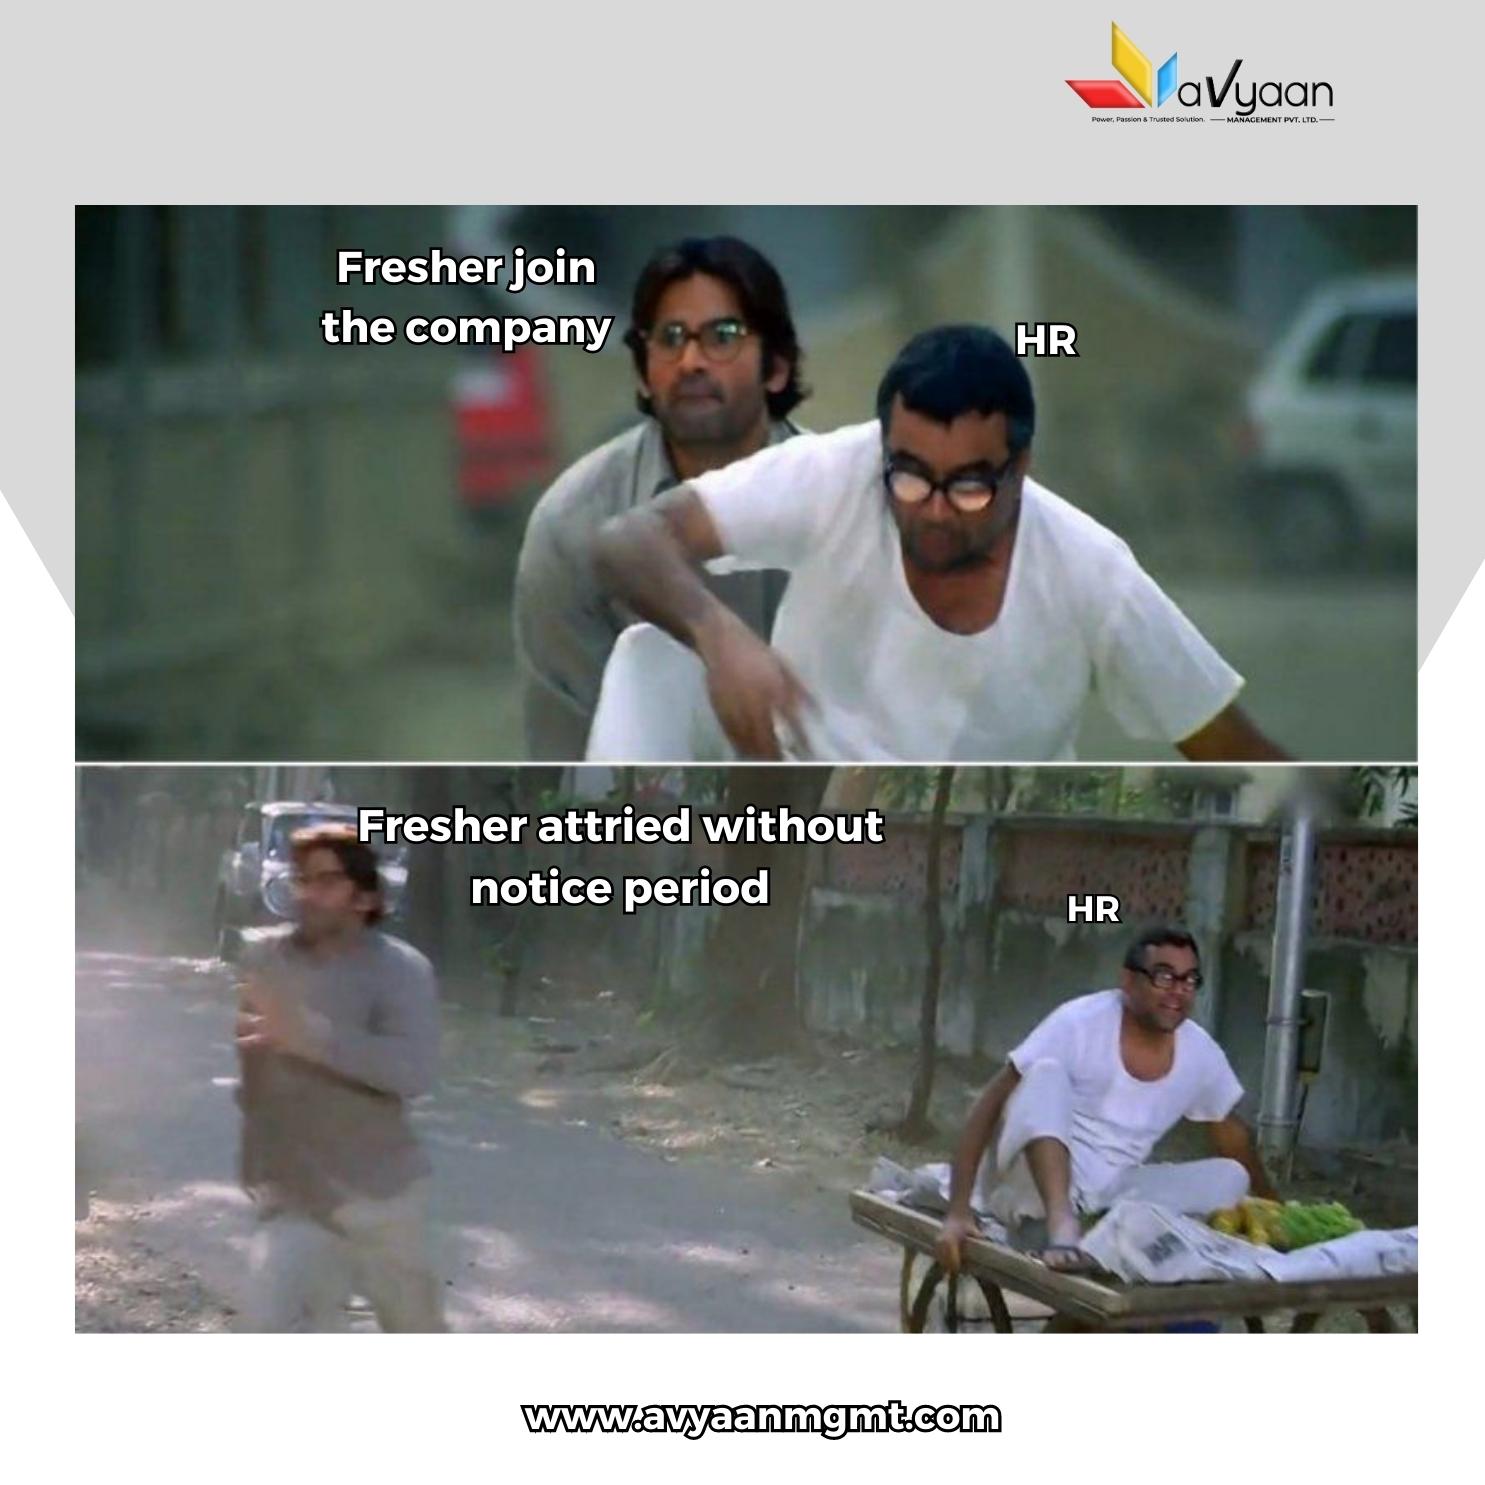 avyaan
Power, Passion & Trusted Solution. MANAGEMENT PVT. LTD.
Fresher join
the company
HR
Fresher attried without
notice period
HR
www.avyaanmgmt.com